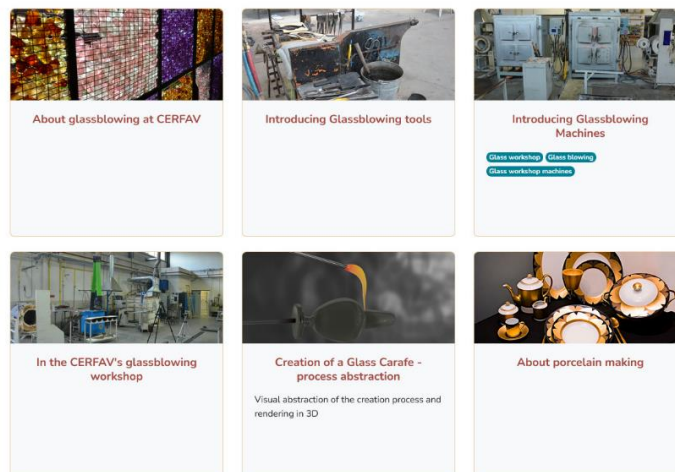 About glassblowing at CERFAV
Introducing Glassblowing tools
Introducing Glassblowing
Machines
Glass workshop Glass blowing
Glass workshop machines
In the CERFAV's glassblowing
workshop
Creation of a Glass Carafe -
process abstraction
Visual abstraction of the creation process and
rendering in 3D
About porcelain making